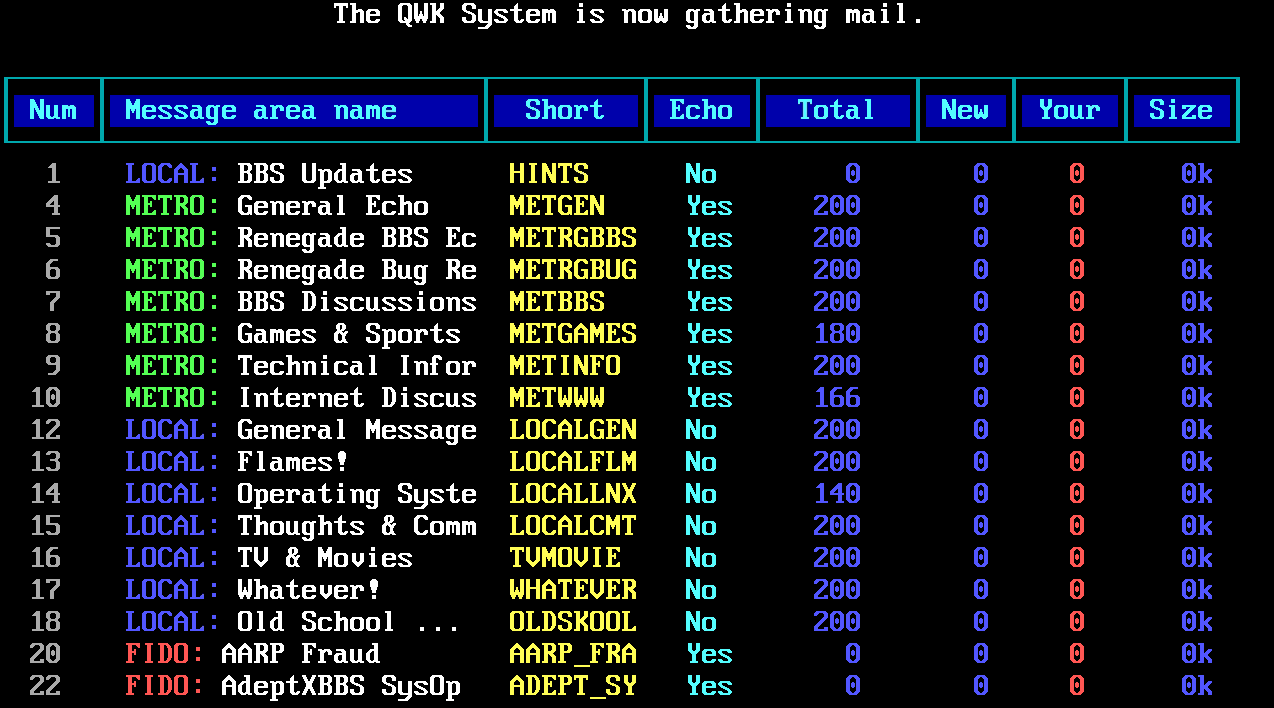 The QWK System is now gathering mail.
Num Message area name Short Echo Total New Your Size
1 LOCAL: BBS Updates HINTS No 0 0 0 0k
4 METRO: General Echo METGEN Yes 200 0 0 0k
5 METRO: Renegade BBS Ec METRGBBS Yes 200 0 0 0k
6 METRO: Renegade Bug Re METRGBUG Yes 200 0 0 0k
7 METRO: BBS Discussions METBBS Yes 200 0 0 0k
8 METRO: Games & Sports METGAMES Yes 180 0 0 0k
9 METRO: Technical Infor METINFO Yes 200 0 0 0k
10 METRO: Internet Discus METWWW Yes 166 0 0 0k
12 LOCAL: General Message LOCALGEN No 200 0 0 0k
13 LOCAL: Flames! LOCALFLM No 200 0 0 0k
14 LOCAL: Operating Syste LOCALLNX No 140 0 0 0k
15 LOCAL: Thoughts & Comm LOCALCMT No 200 0 0 0k
16 LOCAL: TV & Movies TVMOVIE No 200 0 0 0k
17 LOCAL: Whatever! WHATEVER No 200 0 0 0k
18 LOCAL: Old School ... OLDSKOOL No 200 0 0 0k
20 FIDO: AARP Fraud AARP_FRA Yes 0 0 0 0k
22 FIDO: AdeptXBBS SysOp ADEPT_SY Yes 0 0 0 0k